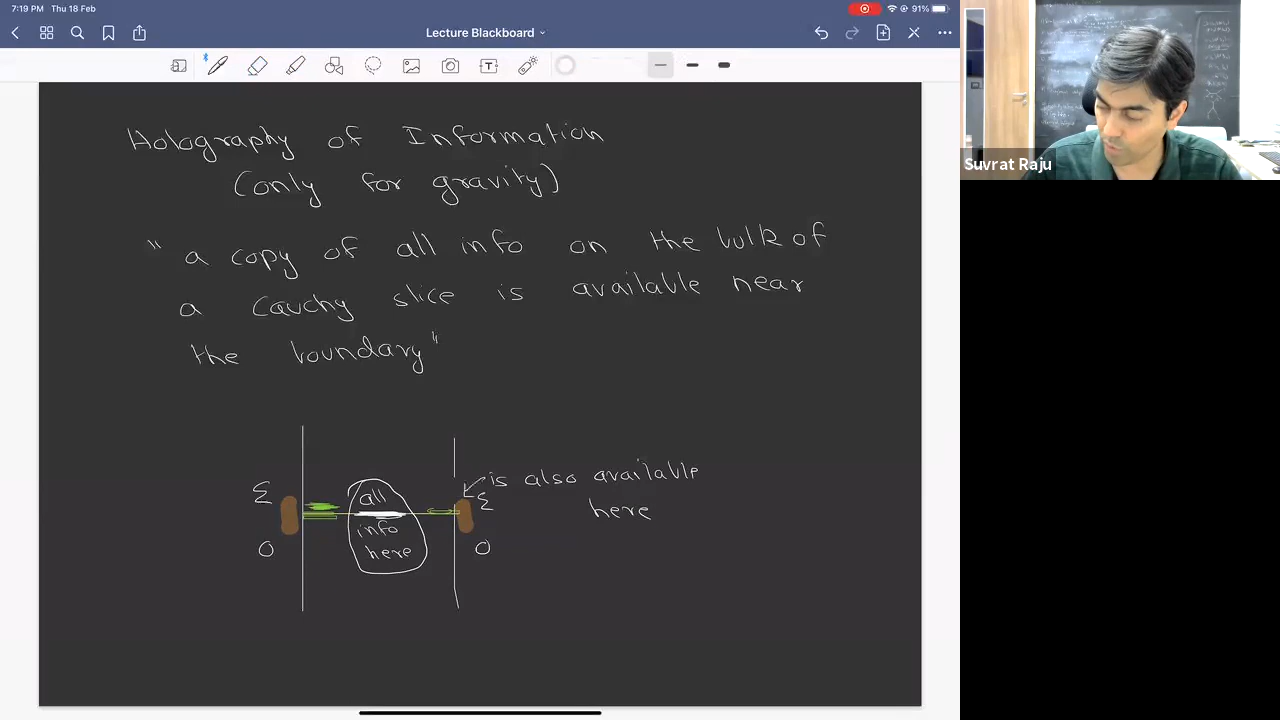 7:19 PM Thu 18 Feb
91%
Lecture Blackboard
Holography of Information
(only for gravity)
" a copy of all info on the bulk of
a cauchy slice is available near
the boundary"
Σ
all
info
here
is also available
here
Σ
0
0
Suvrat Raju